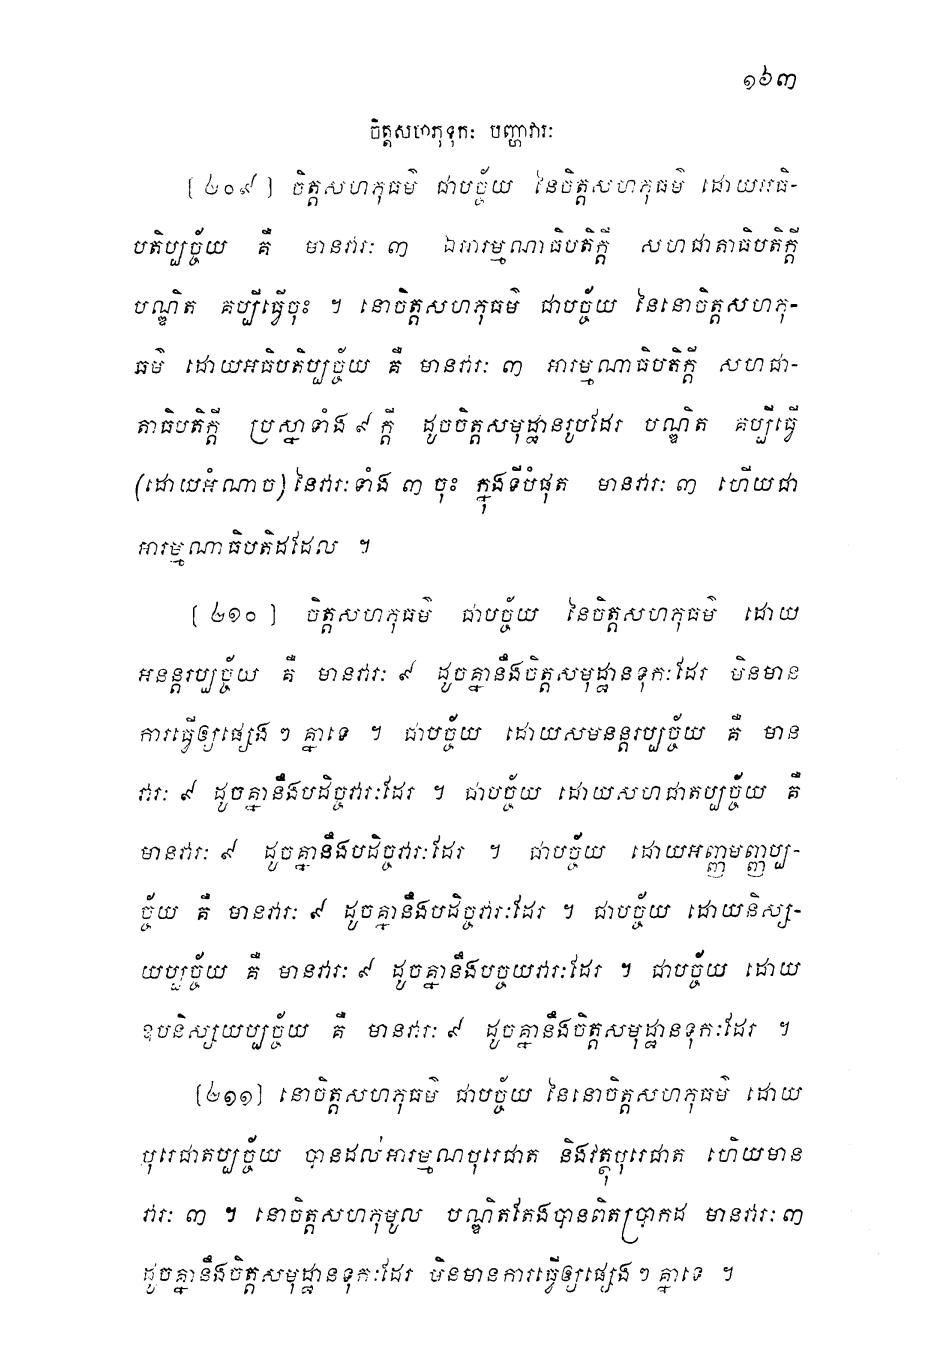 ១៦៣
ចិត្តសហភុទុកៈ បញ្ហាវារៈ
[៤០៩] ចិត្តសហភុធម៌ ជាបច្ច័យ នៃចិត្តសហភុធម៌ ដោយអធិ-
បតិប្បច្ច័យ គឺ មានវារៈ ៣ ឯអារម្មណាធិបតិក្តី សហជាតាធិបតិក្តី
បណ្ឌិត គប្បីធ្វើចុះ ។ នោចិត្តសហភុធម៌ ជាបច្ច័យ នៃនោចិត្តសហភុ-
ធម៌ ដោយអធិបតិប្បច្ច័យ គឺ មានវារៈ ៣ អារម្មណាធិបតិក្តី សហជា-
តាធិបតិក្តី ប្រស្នាទាំង ៩ ក្តី ដូចចិត្តសមុដ្ឋានរូបដែរ បណ្ឌិត គប្បីធ្វើ
(ដោយអំណាច) នៃវារៈទាំង ៣ ចុះ ក្នុងទីបំផុត មានវារៈ ៣ ហើយជា
អារម្មណាធិបតិដដែល ។
[៤១០] ចិត្តសហភុធម៌ ជាបច្ច័យ នៃចិត្តសហភុធម៌ ដោយ
អនន្តរប្បច្ច័យ គឺ មានវារៈ ៩ ដូចគ្នានឹងចិត្តសមុដ្ឋានទុកៈដែរ មិនមាន
ការធ្វើឲ្យផ្សេង ៗ គ្នាទេ ។ ជាបច្ច័យ ដោយសមនន្តរប្បច្ច័យ គឺ មាន
វារៈ ៩ ដូចគ្នានឹងបដិច្ចវារៈដែរ ។ ជាបច្ច័យ ដោយសហជាតប្បច្ច័យ គឺ
មានវារៈ ៩ ដូចគ្នានឹងបដិច្ចវារៈដែរ ។ ជាបច្ច័យ ដោយអញ្ញមញ្ញប្ប-
ច្ច័យ គឺ មានវារៈ ៩ ដូចគ្នានឹងបដិច្ចវារៈដែរ ។ ជាបច្ច័យ ដោយនិស្ស-
យប្បច្ច័យ គឺ មានវារៈ ៩ ដូចគ្នានឹងបច្ចយវារៈដែរ ។ ជាបច្ច័យ ដោយ
ឧបនិស្សយប្បច្ច័យ គឺ មានវារៈ ៩ ដូចគ្នានឹងចិត្តសមុដ្ឋានទុកៈដែរ ។
[៤១១] នោចិត្តសហភុធម៌ ជាបច្ច័យ នៃនោចិត្តសហភុធម៌ ដោយ
បុរេជាតប្បច្ច័យ បានដល់អារម្មណបុរេជាត និងវត្ថុបុរេជាត ហើយមាន
វារៈ ៣ ។ នោចិត្តសហភុមូល បណ្ឌិតតែងបានពិតប្រាកដ មានវារៈ ៣
ដូចគ្នានឹងចិត្តសមុដ្ឋានទុកៈដែរ មិនមានការធ្វើឲ្យផ្សេង ៗ គ្នាទេ ។